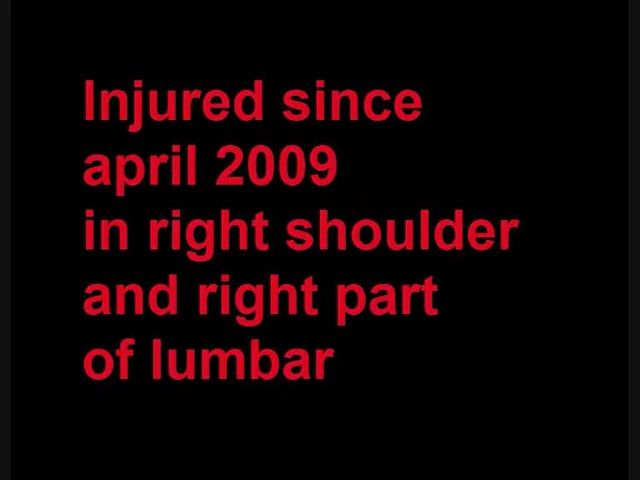 Injured since
april 2009
in right shoulder
and right part
of lumbar